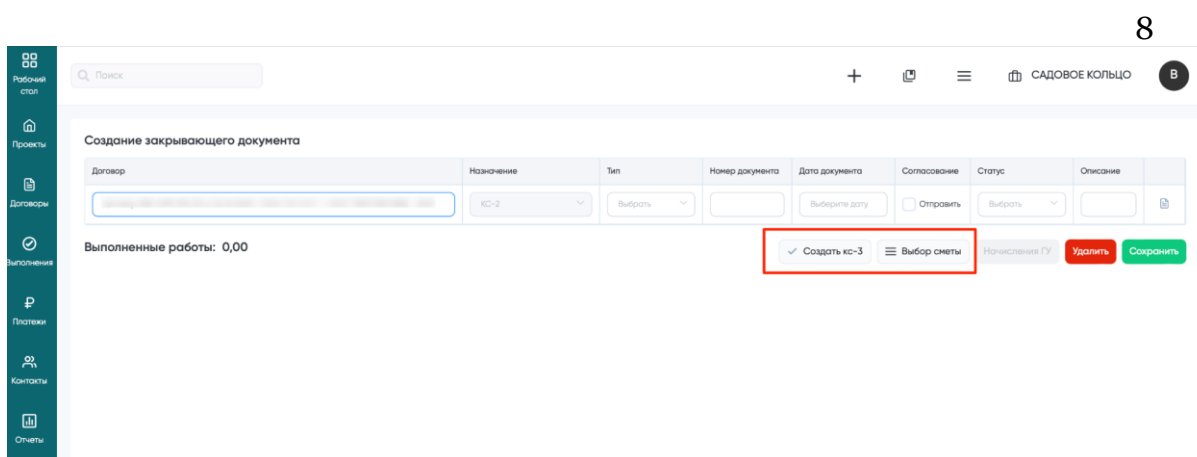 8
Рабочий
стол
Поиск
САДОВОЕ КОЛЬЦО
В
Проекты
Создание закрывающего документа
Договор Назначение Тип Номер документа Дата документа Согласование Статус Описание
Договоры
КС-2 Выбрать Выберите дату Отправить Выбрать
Выполненные работы: 0,00
Создать кс-3 Выбор сметы Начисления ГУ Удалить Сохранить
Выполнения
Платежи
Контакты
Отчеты